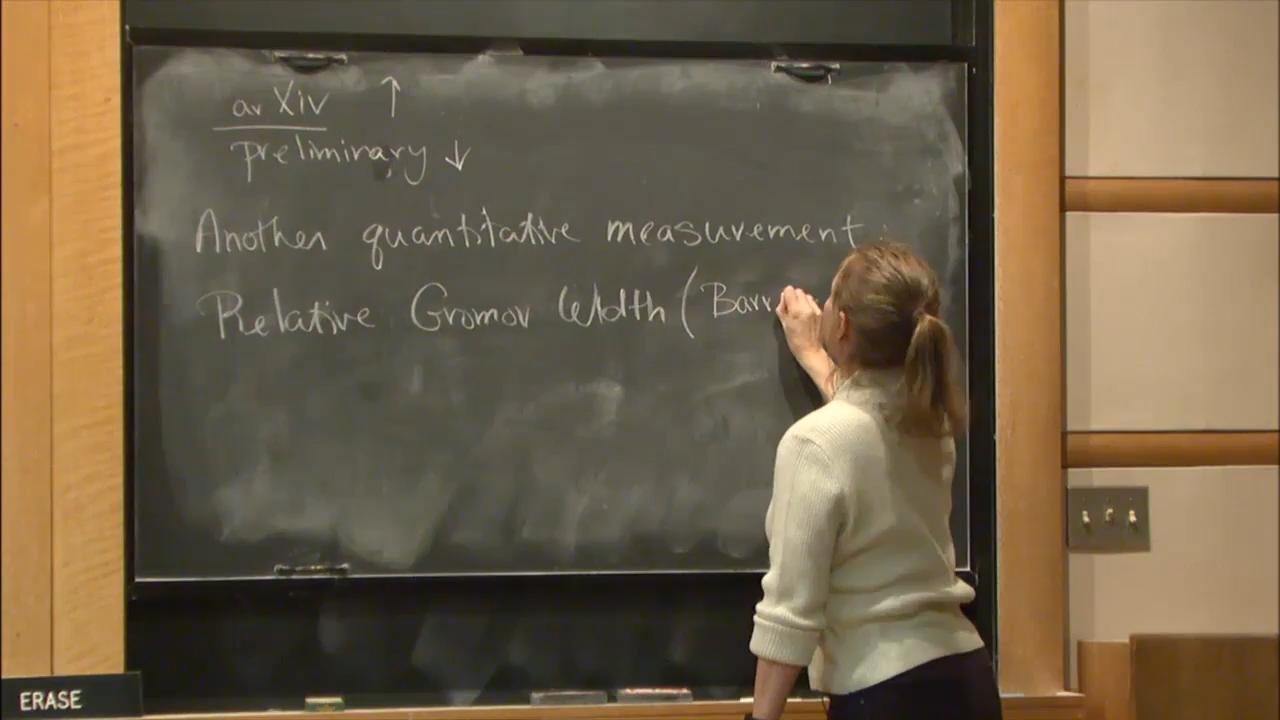 arXiv ↑
preliminary ↓
Another quantitative measurement:
Relative Gromov Width (Barr
ERASE